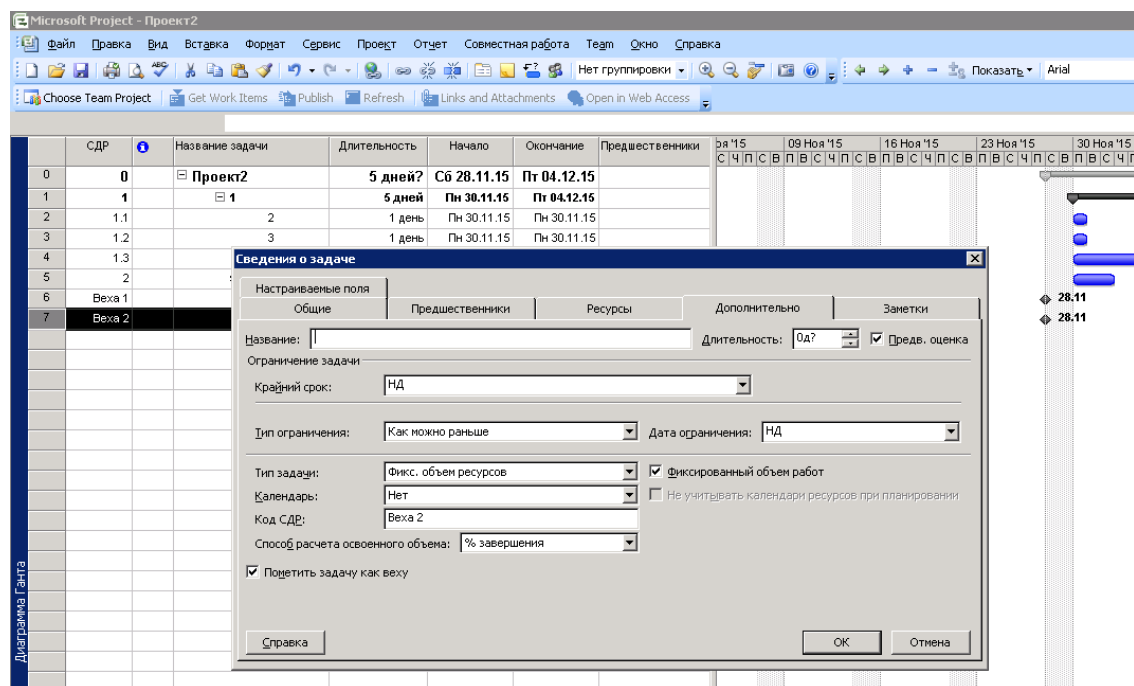 Microsoft Project - Проект2
Файл Правка Вид Вставка Формат Сервис Проект Отчет Совместная работа Team Окно Справка
Нет группировки Показать Arial
Choose Team Project Get Work Items Publish Refresh Links and Attachments Open in Web Access
СДР Название задачи Длительность Начало Окончание Предшественники оя '15 09 Ноя '15 16 Ноя '15 23 Ноя '15 30 Ноя '15
С Ч П С В П В С Ч П С В П В С Ч П С В П В С Ч П С В П В С Ч П
0 0 Проект2 5 дней? Сб 28.11.15 Пт 04.12.15
1 1 1 5 дней Пн 30.11.15 Пт 04.12.15
2 1.1 2 1 день Пн 30.11.15 Пн 30.11.15
3 1.2 3 1 день Пн 30.11.15 Пн 30.11.15
4 1.3
5 2
6 Веха 1 28.11
7 Веха 2 28.11
Сведения о задаче
Настраиваемые поля
Общие Предшественники Ресурсы Дополнительно Заметки
Название: Длительность: 0д? Предв. оценка
Ограничение задачи
Крайний срок: НД
Тип ограничения: Как можно раньше Дата ограничения: НД
Тип задачи: Фикс. объем ресурсов Фиксированный объем работ
Календарь: Нет Не учитывать календари ресурсов при планировании
Код СДР: Веха 2
Способ расчета освоенного объема: % завершения
Пометить задачу как веху
Справка ОК Отмена
Диаграмма Ганта